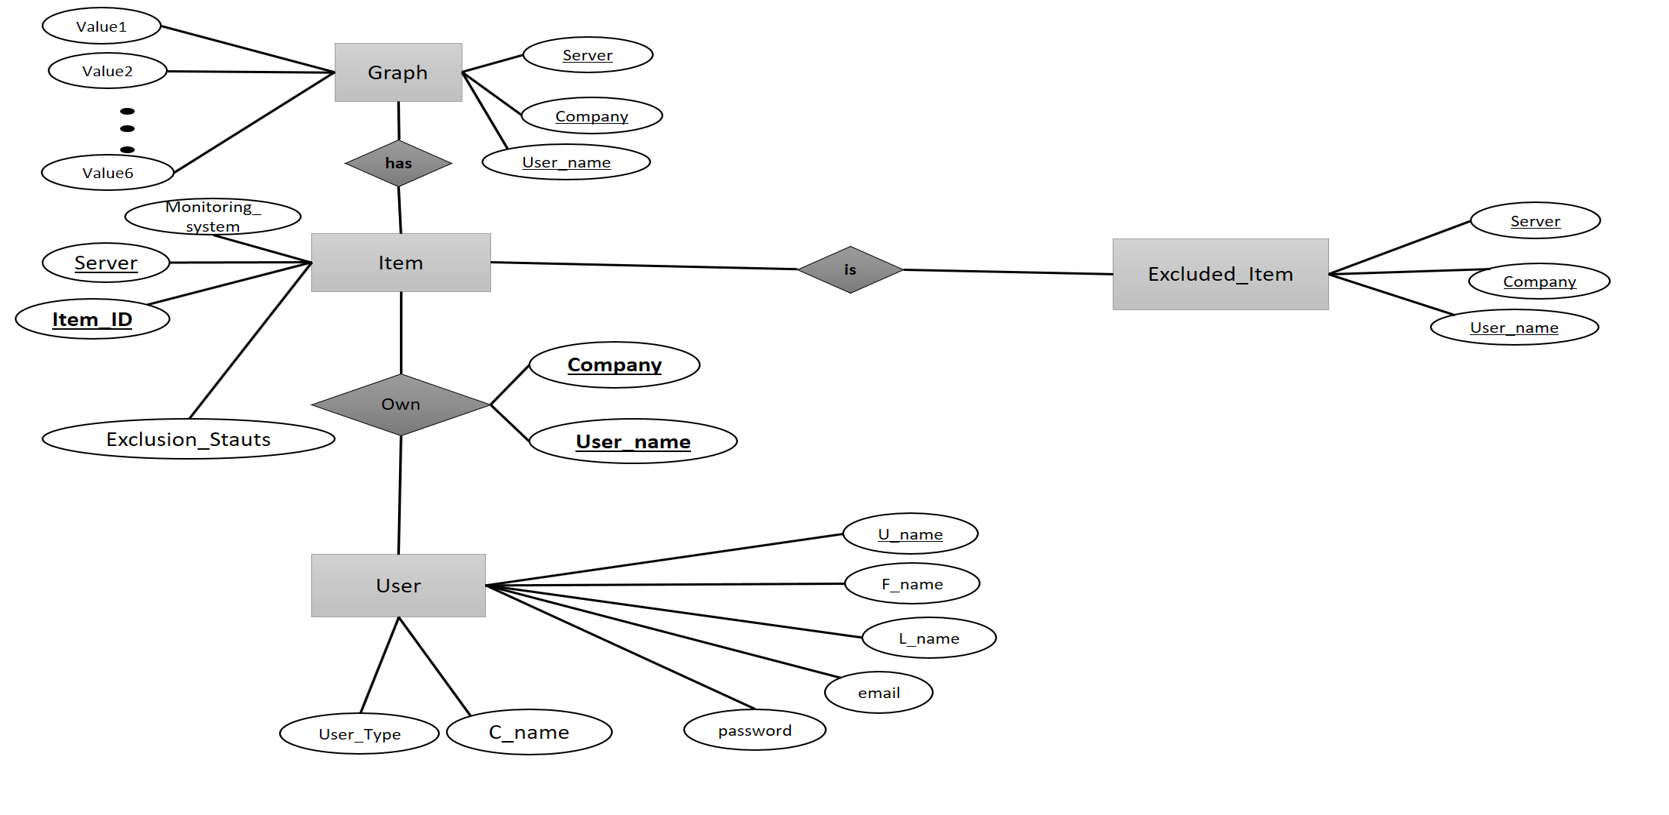 Value1
Value2
Value6
Graph
Server
Company
User_name
has
Monitoring_
system
Server
Item_ID
Exclusion_Stauts
Item
is
Excluded_Item
Server
Company
User_name
Own
Company
User_name
User
U_name
F_name
L_name
email
password
User_Type
C_name